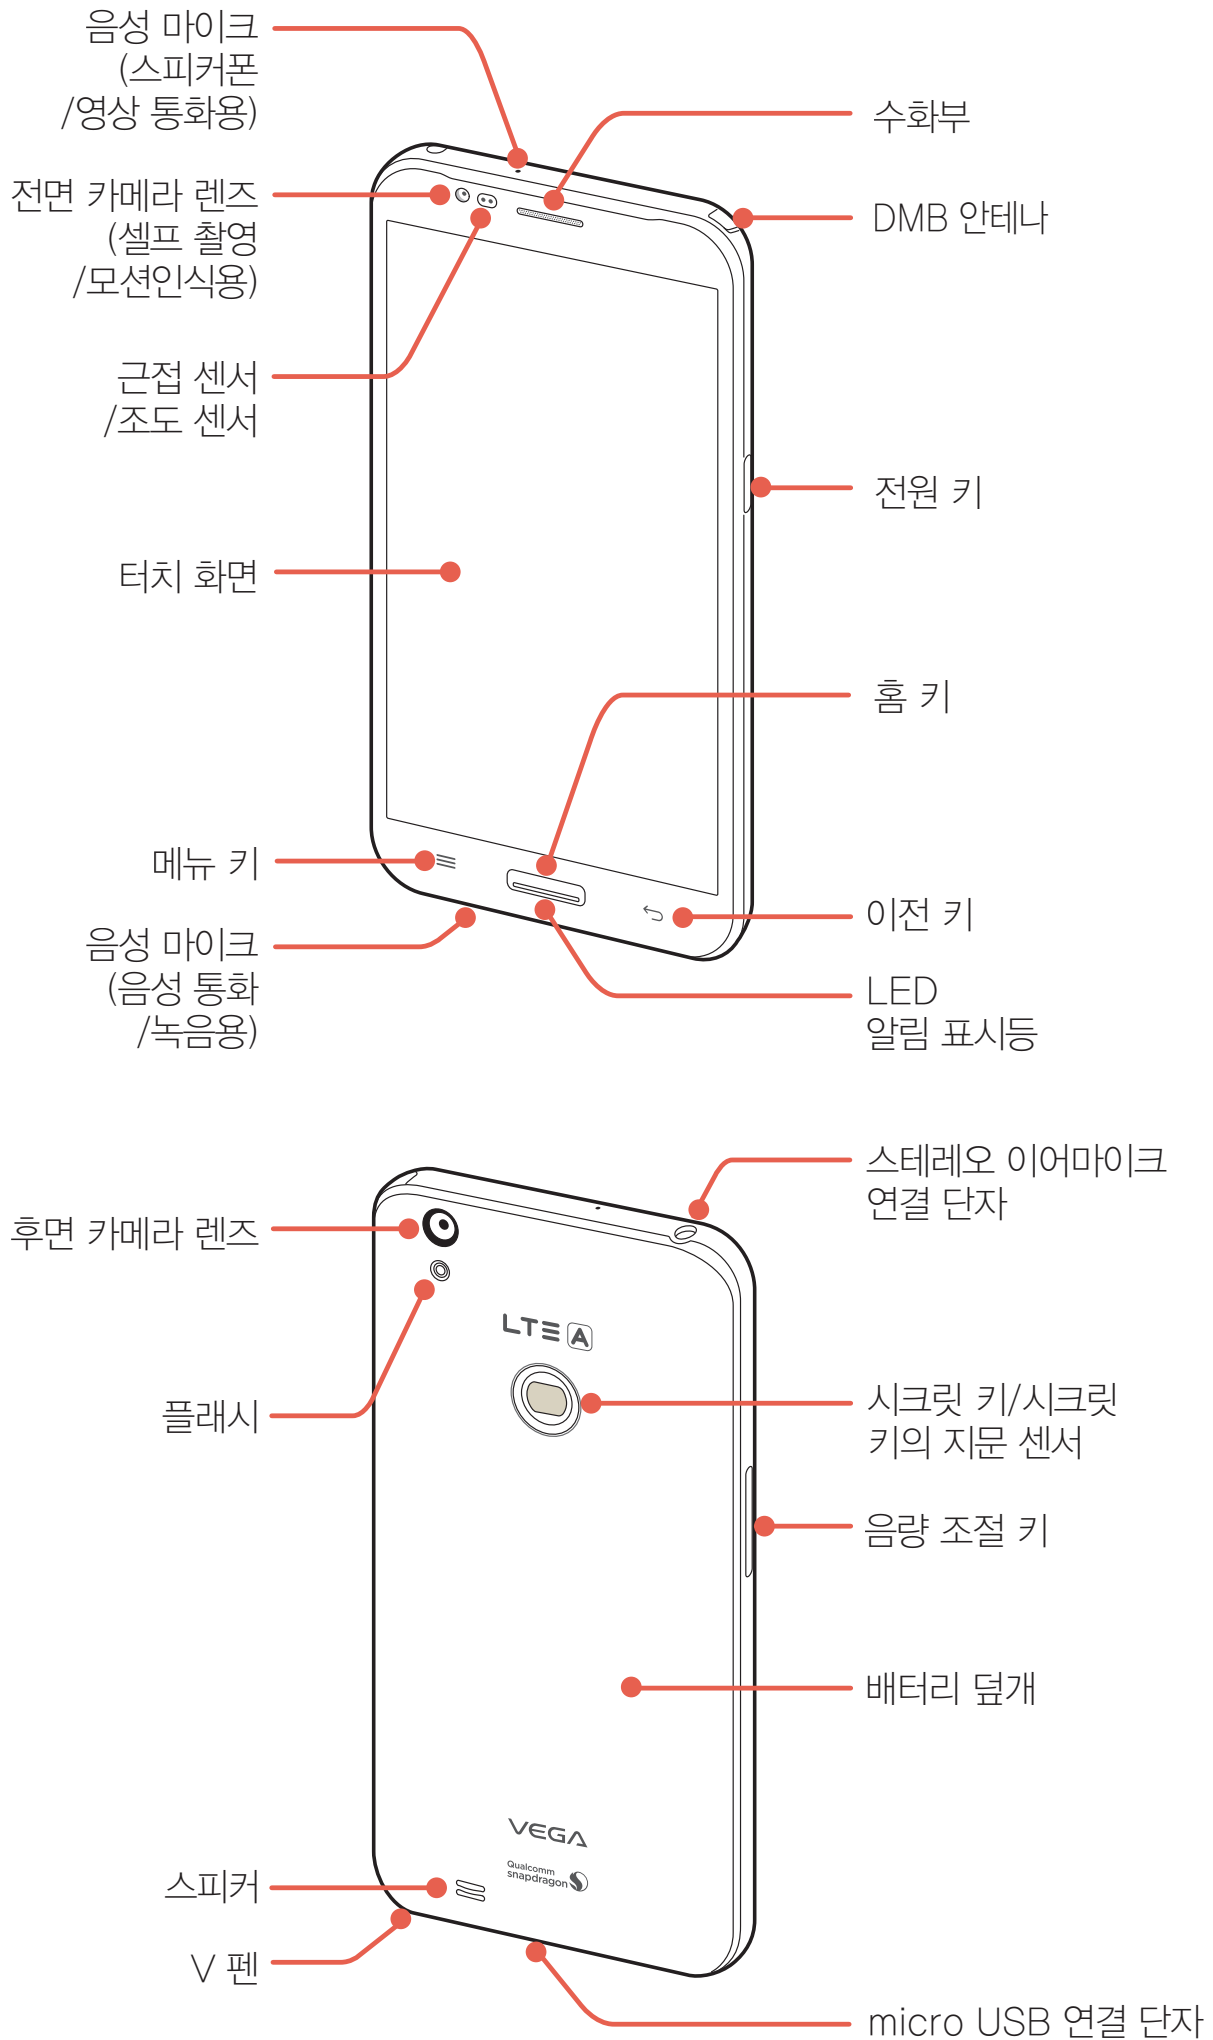 음성 마이크
(스피커폰
/영상 통화용)
수화부
전면 카메라 렌즈
(셀프 촬영
/모션인식용)
DMB 안테나
근접 센서
/조도 센서
전원 키
터치 화면
홈 키
메뉴 키
이전 키
음성 마이크
(음성 통화
/녹음용)
LED
알림 표시등
스테레오 이어마이크
연결 단자
후면 카메라 렌즈
LTE A
플래시
시크릿 키/시크릿
키의 지문 센서
음량 조절 키
배터리 덮개
VEGA
Qualcomm
snapdragon
스피커
V 펜
micro USB 연결 단자